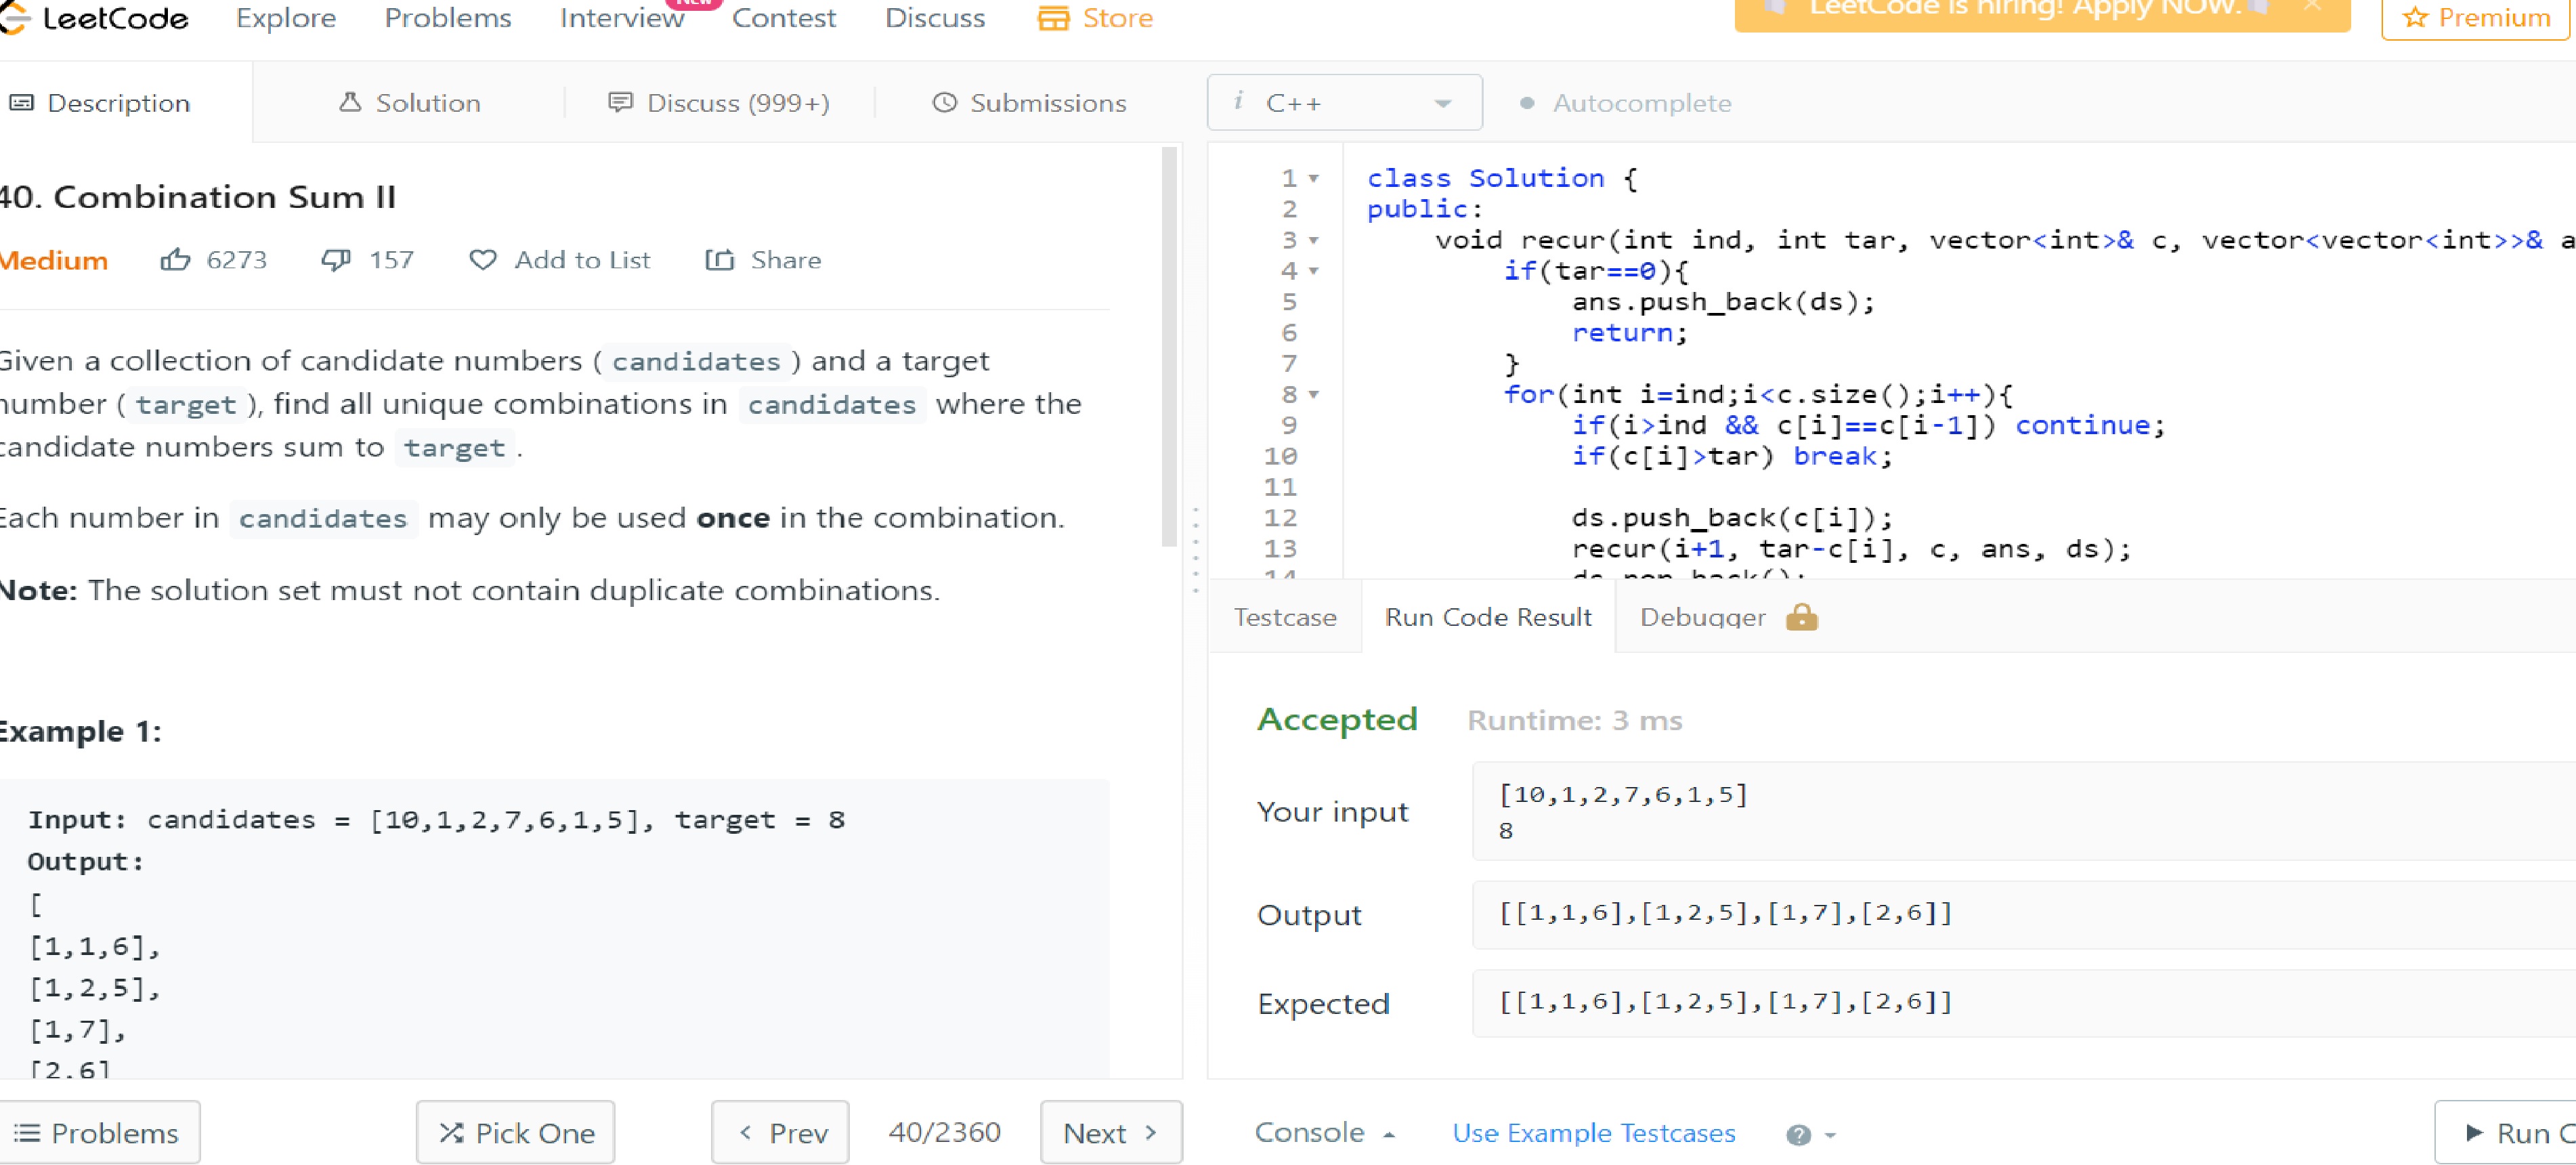 LeetCode Explore Problems Interview New Contest Discuss Store LeetCode is hiring! Apply NOW. Premium
Description Solution Discuss (999+) Submissions
40. Combination Sum II
Medium 6273 157 Add to List Share
Given a collection of candidate numbers (candidates) and a target
number (target), find all unique combinations in candidates where the
candidate numbers sum to target.
Each number in candidates may only be used once in the combination.
Note: The solution set must not contain duplicate combinations.
Example 1:
Input: candidates = [10,1,2,7,6,1,5], target = 8
Output:
[
[1,1,6],
[1,2,5],
[1,7],
[2,6]
Problems Pick One Prev 40/2360 Next
i C++ Autocomplete
1 class Solution {
2 public:
3 void recur(int ind, int tar, vector<int>& c, vector<vector<int>>& a
4 if(tar==0){
5 ans.push_back(ds);
6 return;
7 }
8 for(int i=ind;i<c.size();i++){
9 if(i>ind && c[i]==c[i-1]) continue;
10 if(c[i]>tar) break;
11
12 ds.push_back(c[i]);
13 recur(i+1, tar-c[i], c, ans, ds);
14 ds.pop_back();
Testcase Run Code Result Debugger
Accepted Runtime: 3 ms
Your input
[10,1,2,7,6,1,5]
8
Output [[1,1,6],[1,2,5],[1,7],[2,6]]
Expected [[1,1,6],[1,2,5],[1,7],[2,6]]
Console Use Example Testcases ? Run C